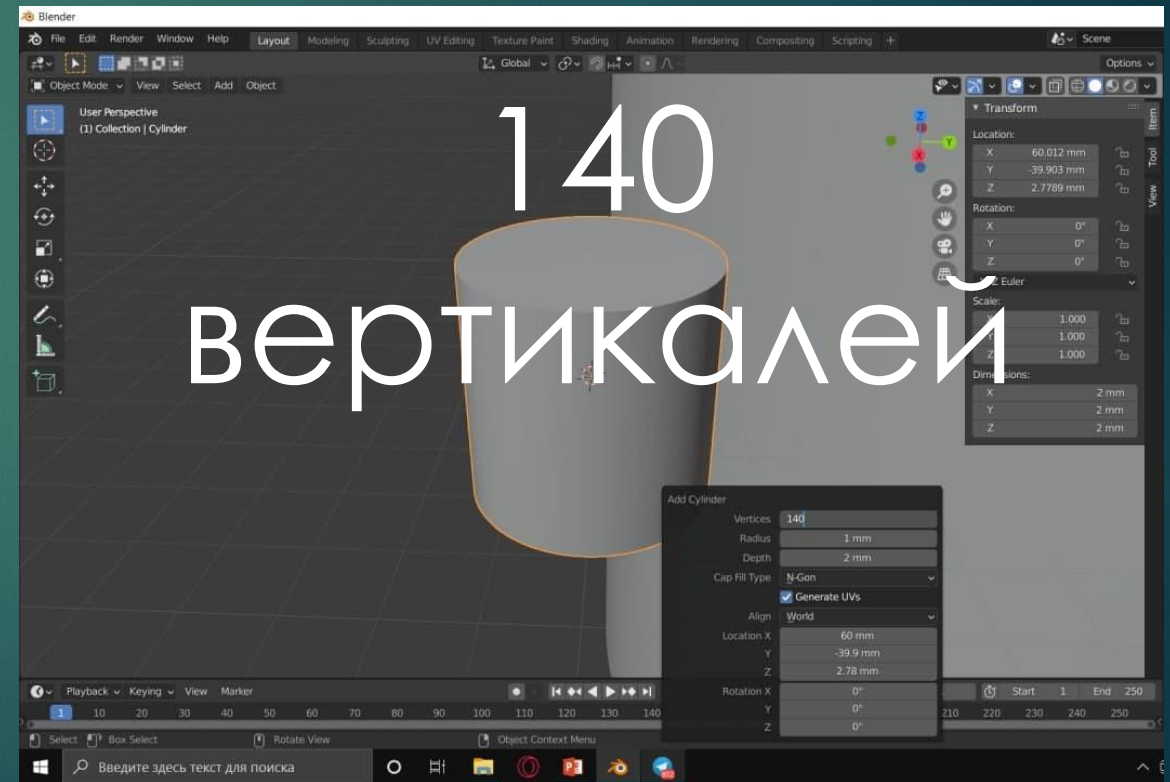 Blender
File Edit Render Window Help Layout Modeling Sculpting UV Editing Texture Paint Shading Animation Rendering Compositing Scripting + Scene
Global Options
Object Mode View Select Add Object
User Perspective
(1) Collection | Cylinder
140
вертикалей
Z
Y
X
Transform
Location:
X 60.012 mm
Y -39.903 mm
Z 2.7789 mm
Rotation:
X 0°
Y 0°
Z 0°
Euler
Scale:
1.000
1.000
Z 1.000
Dimensions:
X 2 mm
Y 2 mm
Z 2 mm
Item
Tool
View
Add Cylinder
Vertices 140
Radius 1 mm
Depth 2 mm
Cap Fill Type N-Gon
Generate UVs
Align World
Location X 60 mm
Y -39.9 mm
Z 2.78 mm
Rotation X 0°
Y 0°
Z 0°
Playback Keying View Marker Start 1 End 250
1 10 20 30 40 50 60 70 80 90 100 110 120 130 140 210 220 230 240 250
Select Box Select Rotate View Object Context Menu
Введите здесь текст для поиска